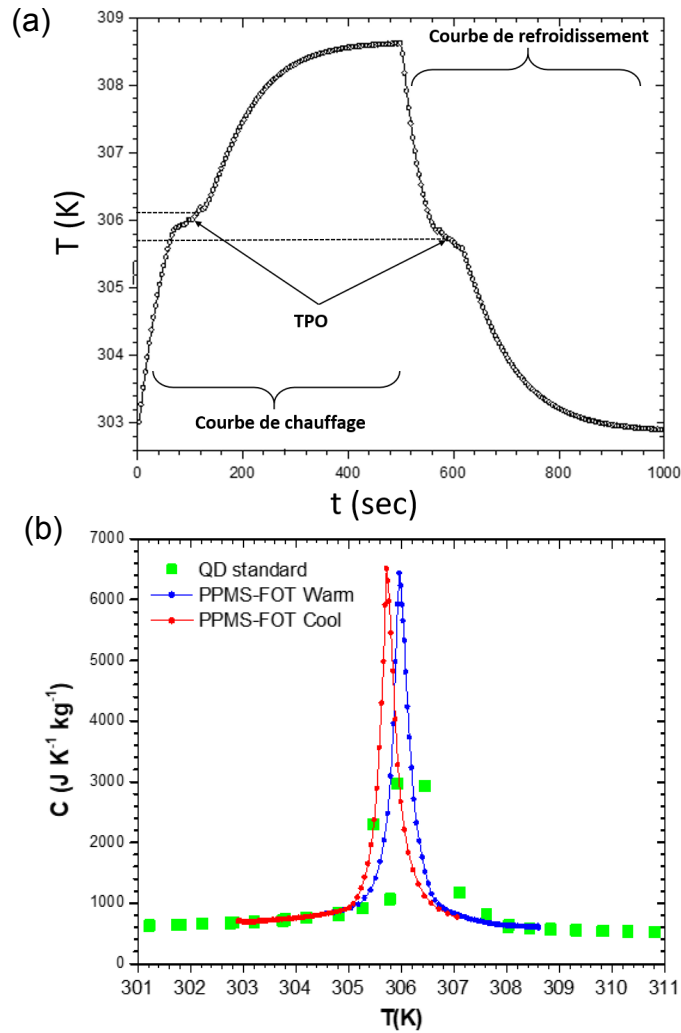 (a)
309
308
307
306
305
304
303
T (K)
Courbe de refroidissement
TPO
Courbe de chauffage
0 200 400 600 800 1000
t (sec)
(b)
7000
6000
5000
4000
3000
2000
1000
0
C (J K⁻¹ kg⁻¹)
QD standard
PPMS-FOT Warm
PPMS-FOT Cool
301 302 303 304 305 306 307 308 309 310 311
T(K)